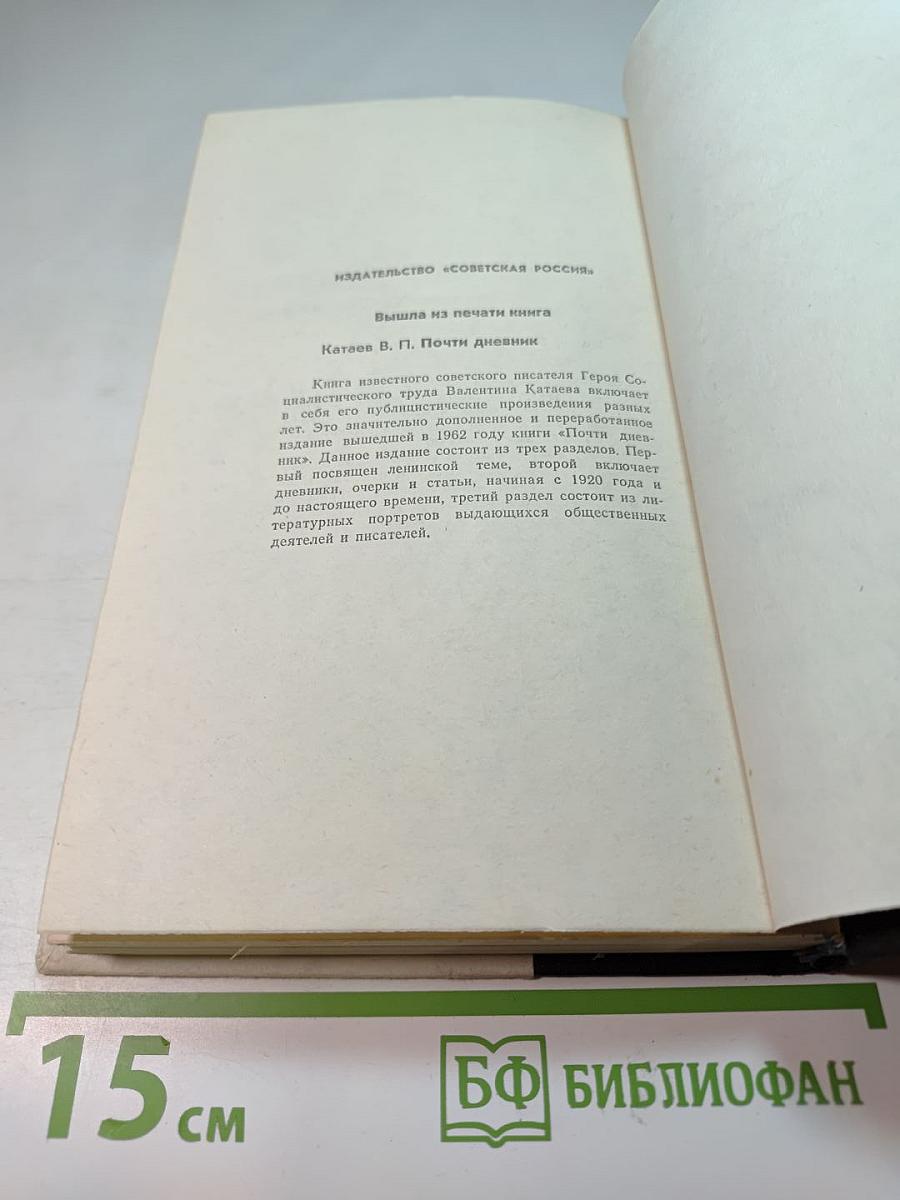 ИЗДАТЕЛЬСТВО «СОВЕТСКАЯ РОССИЯ»
Вышла из печати книга
Катаев В. П. Почти дневник
Книга известного советского писателя Героя Со-
циалистического труда Валентина Катаева включает
в себя его публицистические произведения разных
лет. Это значительно дополненное и переработанное
издание вышедшей в 1962 году книги «Почти днев-
ник». Данное издание состоит из трех разделов. Пер-
вый посвящен ленинской теме, второй включает
дневники, очерки и статьи, начиная с 1920 года и
до настоящего времени, третий раздел состоит из ли-
тературных портретов выдающихся общественных
деятелей и писателей.
15 см
БФ БИБЛИОФАН